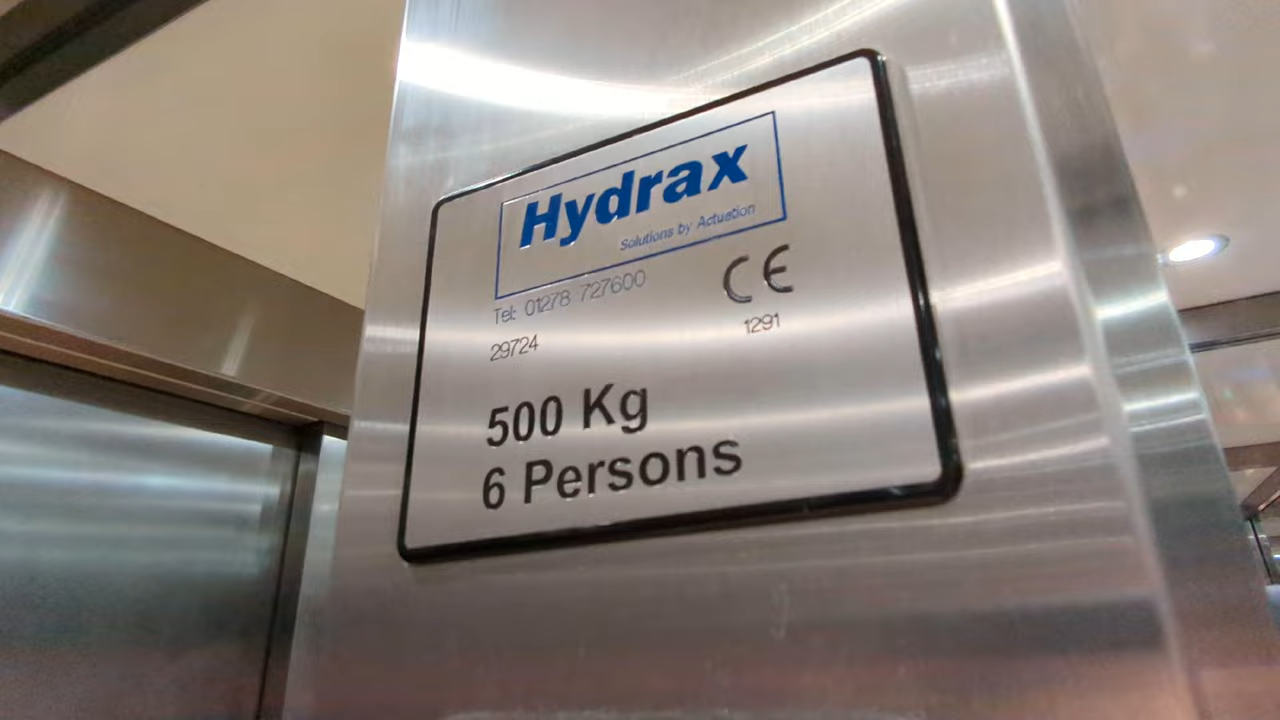 Hydrax
Solutions by Actuation
Tel: 01278 727600
CE
29724
1291
500 Kg
6 Persons